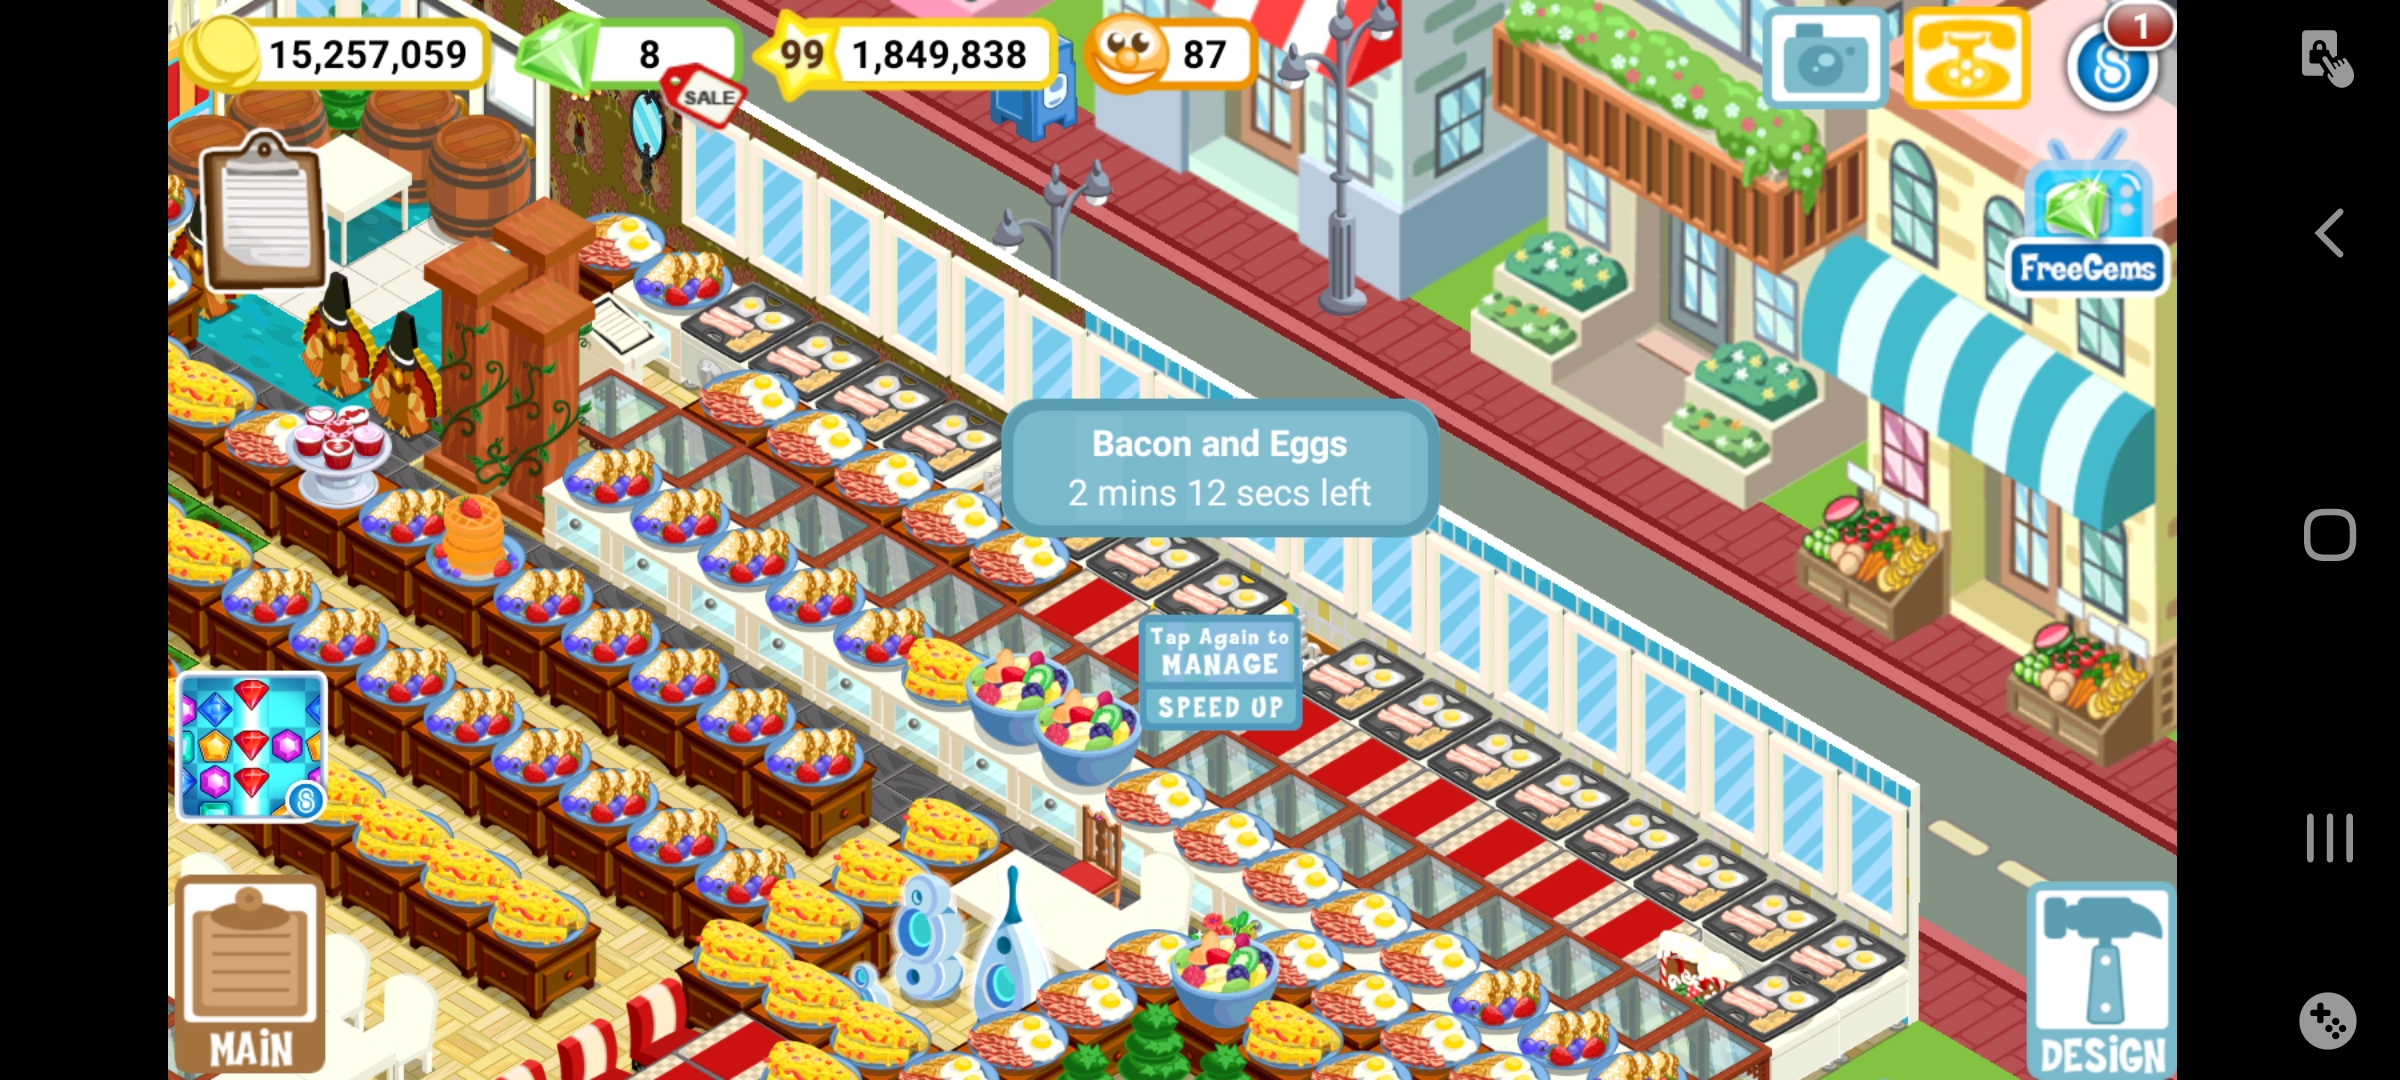 15,257,059
8
SALE
99
1,849,838
87
1
FreeGems
Bacon and Eggs
2 mins 12 secs left
Tap Again to
MANAGE
SPEED UP
MAiN
DESiGN